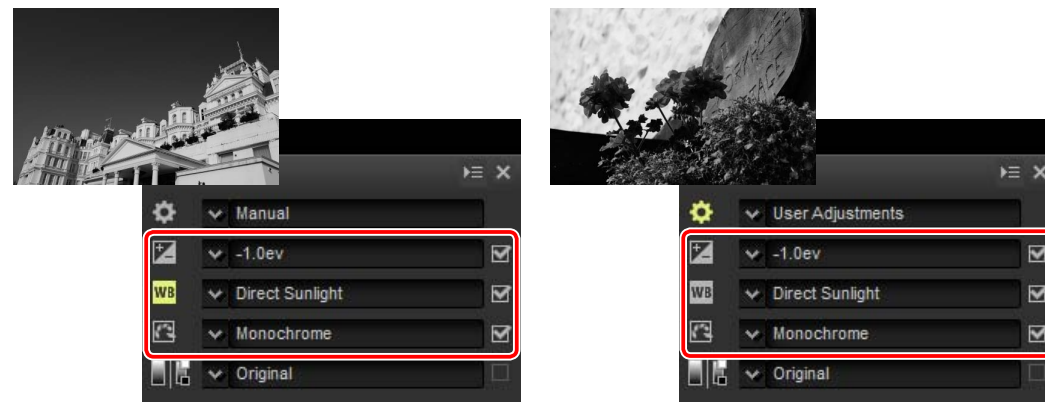 Manual
-1.0ev
WB Direct Sunlight
Monochrome
Original
User Adjustments
-1.0ev
WB Direct Sunlight
Monochrome
Original